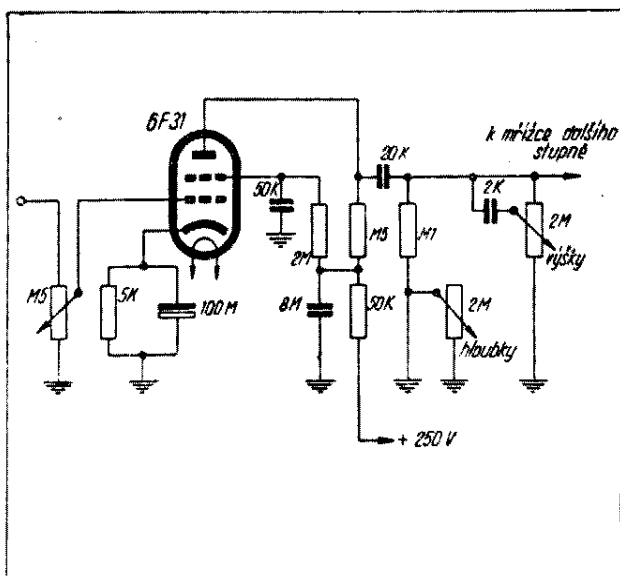 6F31
k mřížce dalšího
stupně
20K
50K
2K
2M
M5
M1
2M
výšky
M5
5K
100M
8M
50K
2M
hloubky
+ 250 V